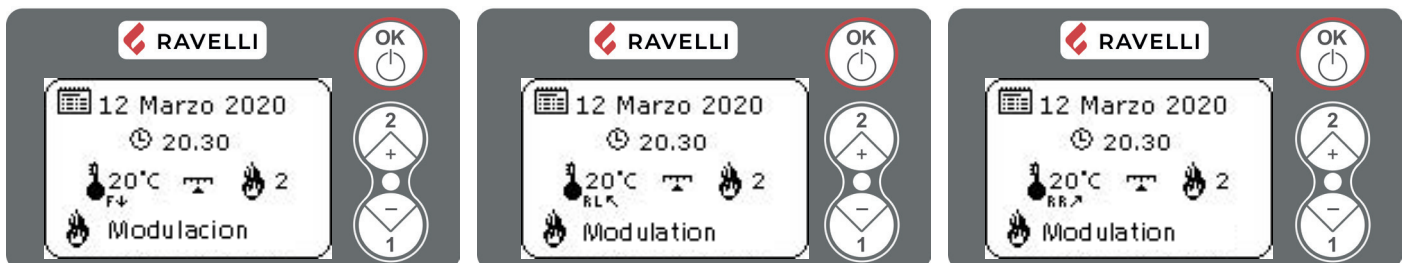 RAVELLI
OK
12 Marzo 2020
20.30
20°C 2
F↓
Modulacion
2
+
−
1
RAVELLI
OK
12 Marzo 2020
20.30
20°C 2
RL↖
Modulation
2
+
−
1
RAVELLI
OK
12 Marzo 2020
20.30
20°C 2
RR↗
Modulation
2
+
−
1